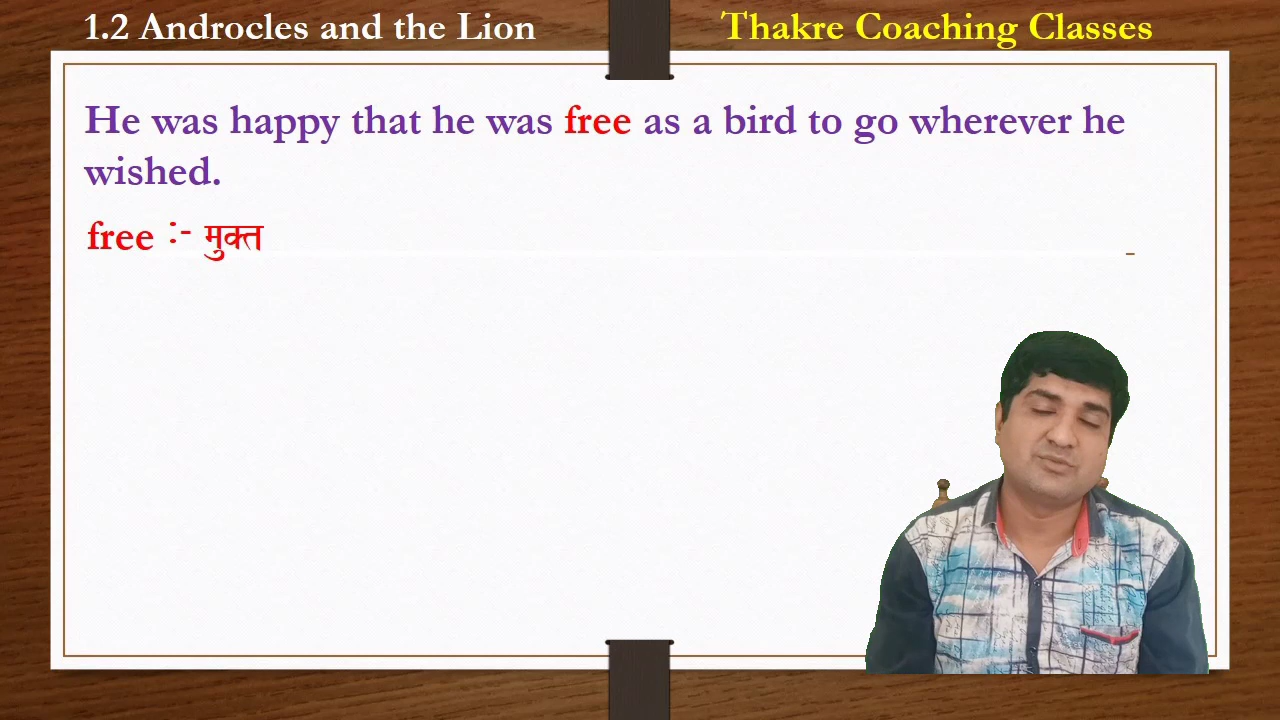 1.2 Androcles and the Lion
Thakre Coaching Classes
He was happy that he was free as a bird to go wherever he
wished.
free :- मुक्त